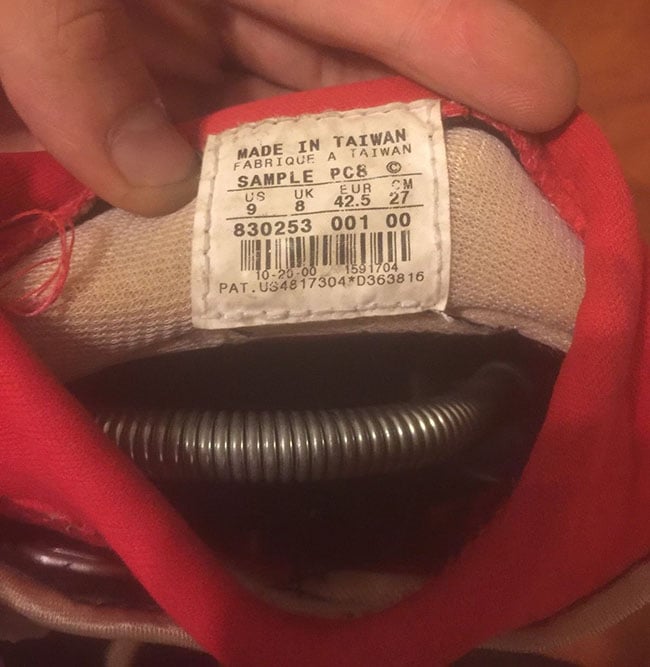 MADE IN TAIWAN
FABRIQUE A TAIWAN
SAMPLE PC8 ©
US UK EUR CM
9 8 42.5 27
830253 001 00
10-20-00 1591704
PAT.US4817304*D363816